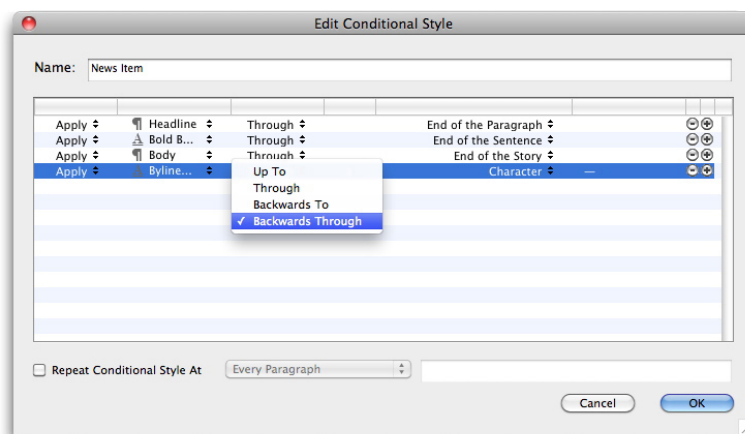 Edit Conditional Style
Name: News Item
Apply Headline Through End of the Paragraph
Apply Bold B... Through End of the Sentence
Apply Body Through End of the Story
Apply Byline... Character —
Up To
Through
Backwards To
✓ Backwards Through
Repeat Conditional Style At Every Paragraph
Cancel OK